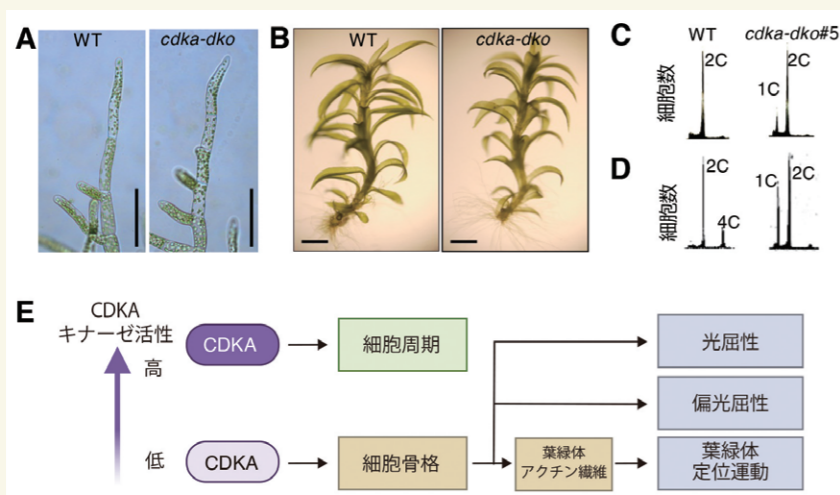 A
WT
cdka-dko
B
WT
cdka-dko
C
WT
cdka-dko#5
細胞数
2C
1C
2C
D
細胞数
2C
4C
1C
2C
E
CDKA
キナーゼ活性
高
CDKA
細胞周期
光屈性
偏光屈性
低
CDKA
細胞骨格
葉緑体
アクチン繊維
葉緑体
定位運動